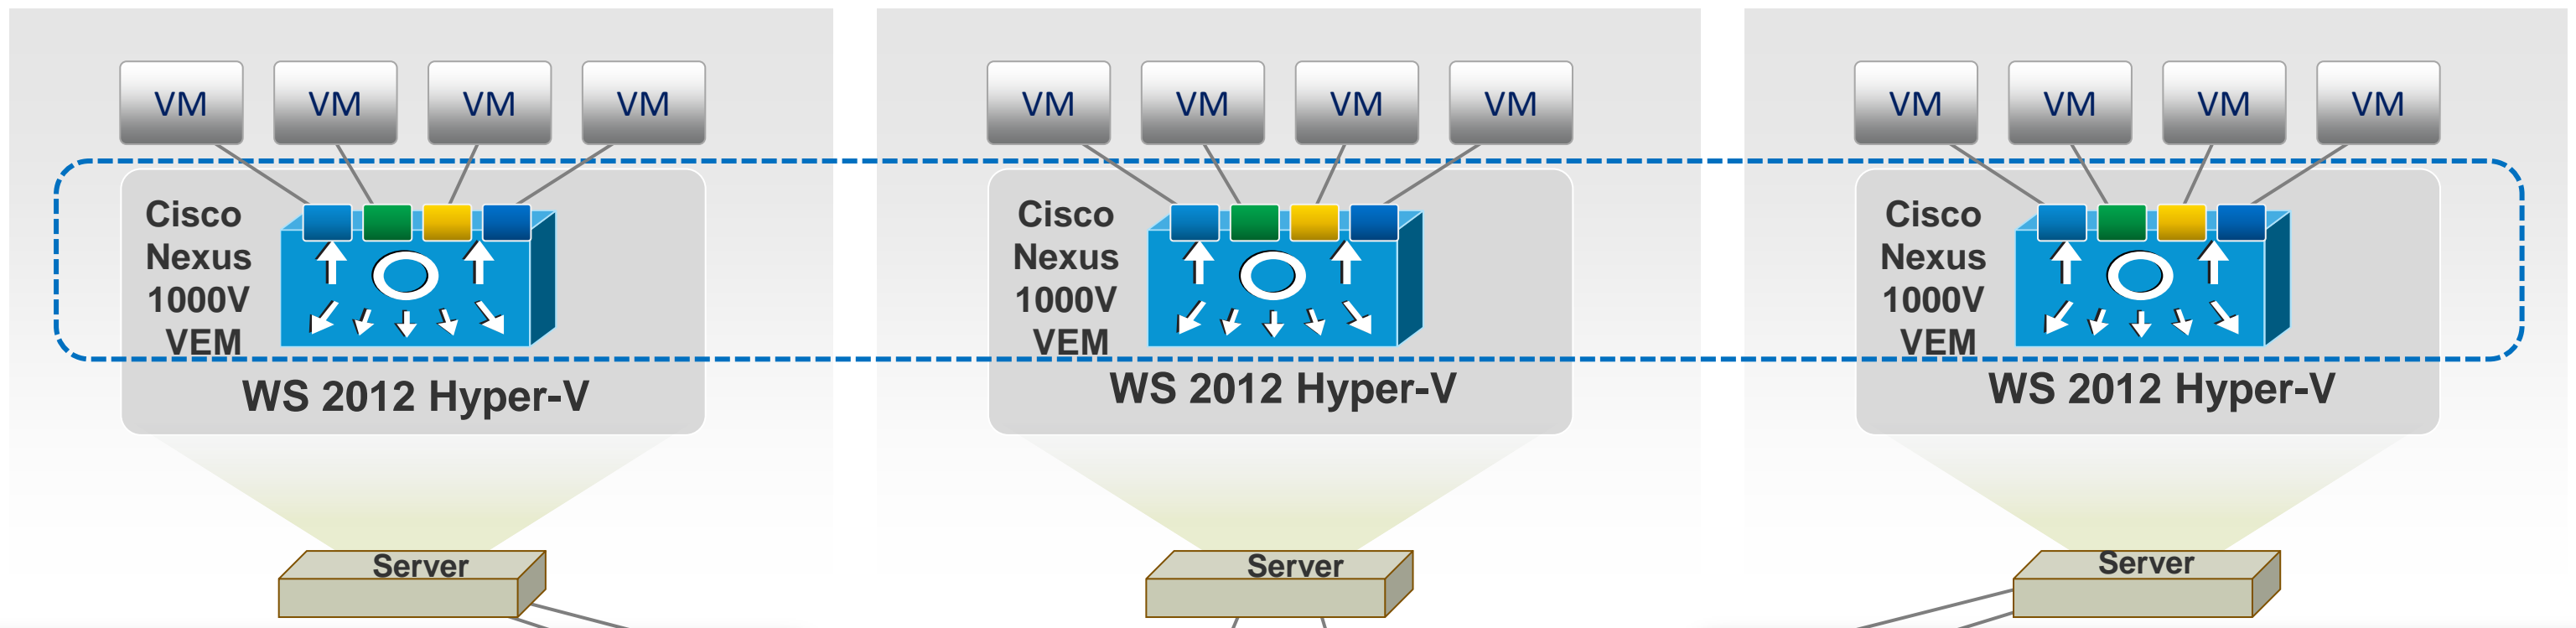 VM VM VM VM
Cisco
Nexus
1000V
VEM
WS 2012 Hyper-V
Server
VM VM VM VM
Cisco
Nexus
1000V
VEM
WS 2012 Hyper-V
Server
VM VM VM VM
Cisco
Nexus
1000V
VEM
WS 2012 Hyper-V
Server